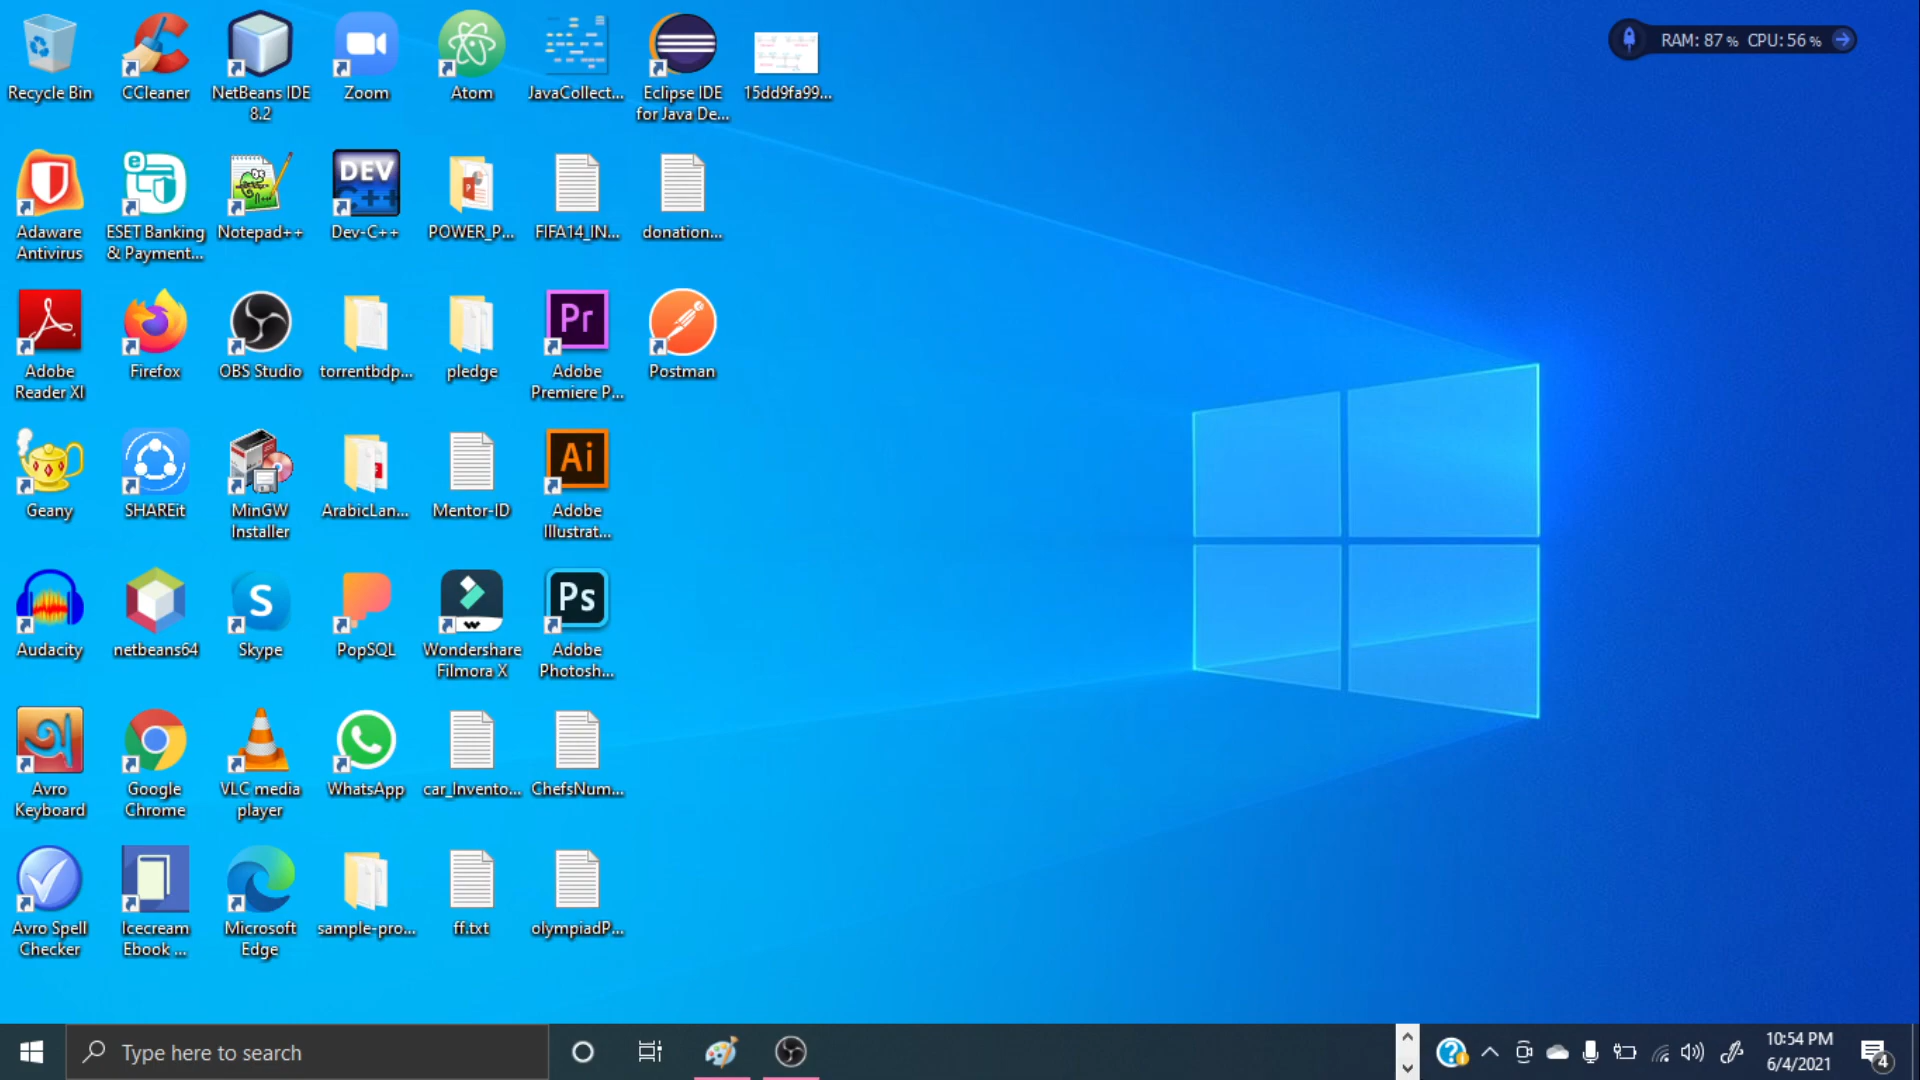 Recycle Bin
CCleaner
NetBeans IDE
8.2
Zoom
Atom
JavaCollect...
Eclipse IDE
for Java De...
15dd9fa99...
RAM: 87 % CPU: 56 %
Adaware
Antivirus
ESET Banking
& Payment...
Notepad++
DEV
C++
Dev-C++
POWER_P...
FIFA14_IN...
donation...
Adobe
Reader XI
Firefox
OBS Studio
torrentbdp...
pledge
Pr
Adobe
Premiere P...
Postman
Geany
SHAREit
MinGW
Installer
ArabicLan...
Mentor-ID
Ai
Adobe
Illustrat...
Audacity
netbeans64
S
Skype
PopSQL
Wondershare
Filmora X
Ps
Adobe
Photosh...
অ
Avro
Keyboard
Google
Chrome
VLC media
player
WhatsApp
car_Invento...
ChefsNum...
Avro Spell
Checker
Icecream
Ebook ...
Microsoft
Edge
sample-pro...
ff.txt
olympiadP...
Type here to search
10:54 PM
6/4/2021
4